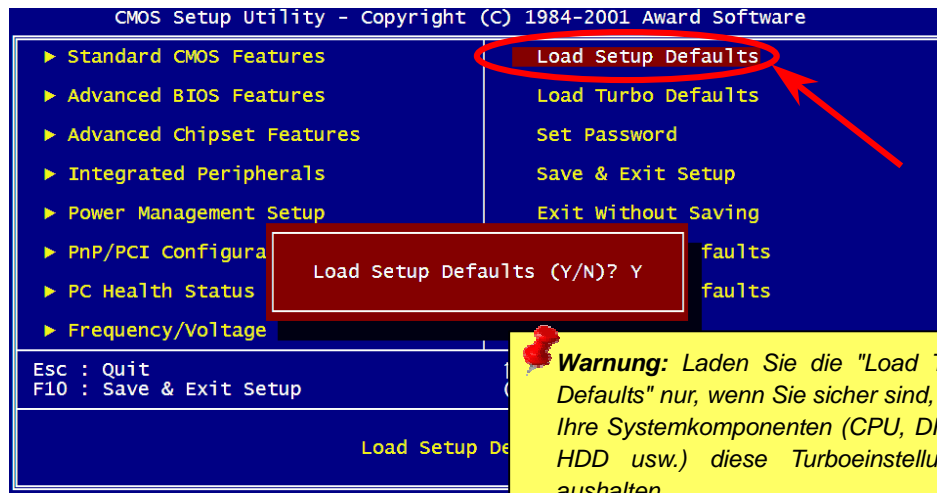 CMOS Setup Utility - Copyright (C) 1984-2001 Award Software
► Standard CMOS Features
► Advanced BIOS Features
► Advanced Chipset Features
► Integrated Peripherals
► Power Management Setup
► PnP/PCI Configura
► PC Health Status
► Frequency/Voltage
Load Setup Defaults
Load Turbo Defaults
Set Password
Save & Exit Setup
Exit Without Saving
faults
faults
Load Setup Defaults (Y/N)? Y
Esc : Quit
F10 : Save & Exit Setup
Load Setup De
Warnung: Laden Sie die "Load T
Defaults" nur, wenn Sie sicher sind,
Ihre Systemkomponenten (CPU, DI
HDD usw.) diese Turboeinstellu
aushalten